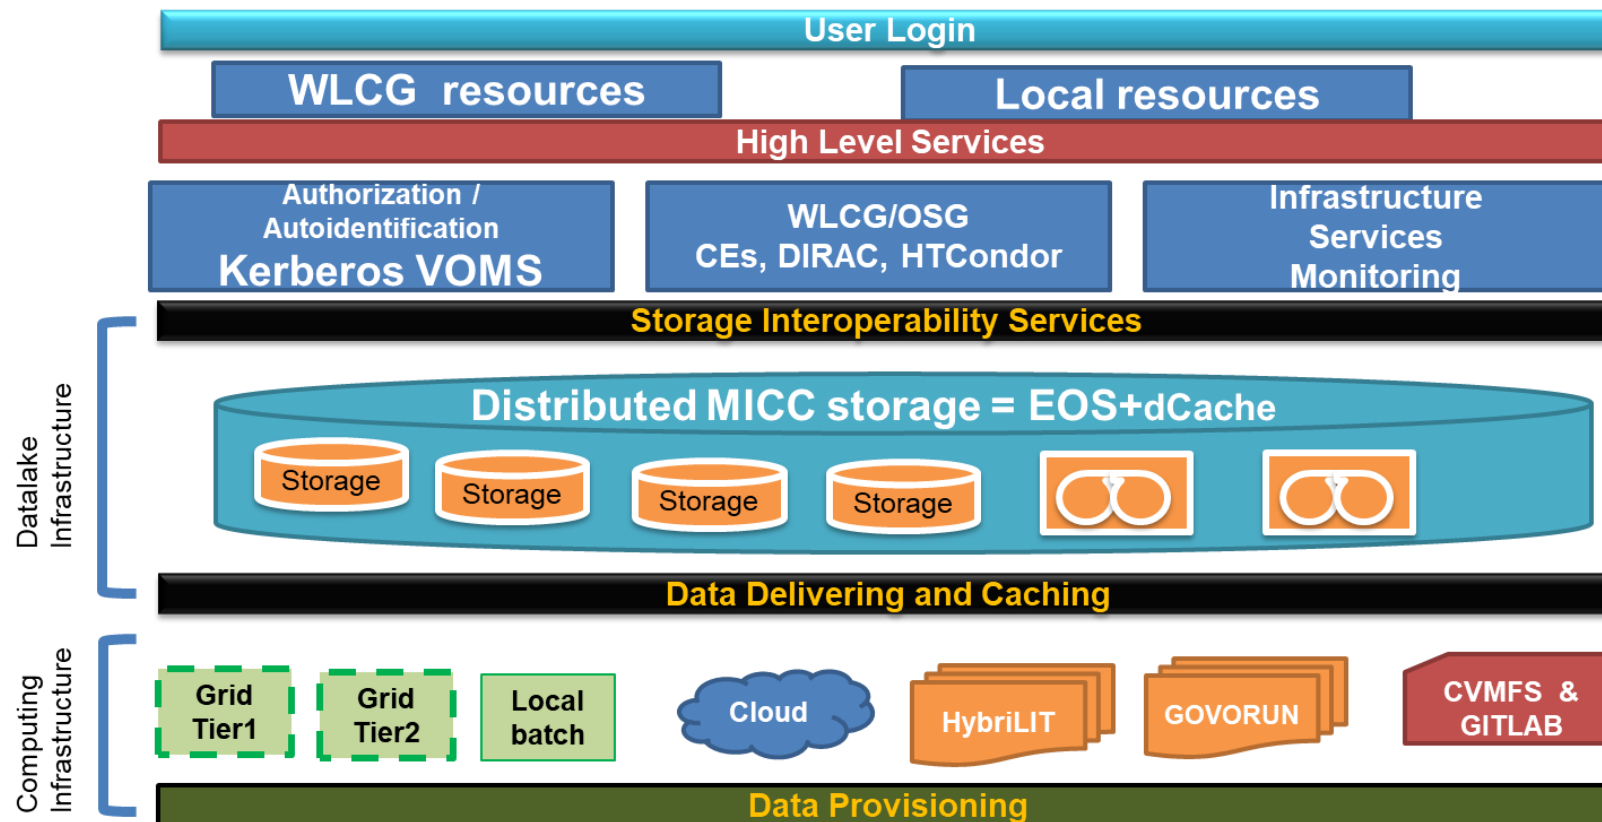 User Login
WLCG resources
Local resources
High Level Services
Authorization /
Autoidentification
Kerberos VOMS
WLCG/OSG
CEs, DIRAC, HTCondor
Infrastructure
Services
Monitoring
Storage Interoperability Services
Datalake
Infrastructure
Distributed MICC storage = EOS+dCache
Storage
Storage
Storage
Storage
Data Delivering and Caching
Computing
Infrastructure
Grid
Tier1
Grid
Tier2
Local
batch
Cloud
HybriLIT
GOVORUN
CVMFS &
GITLAB
Data Provisioning